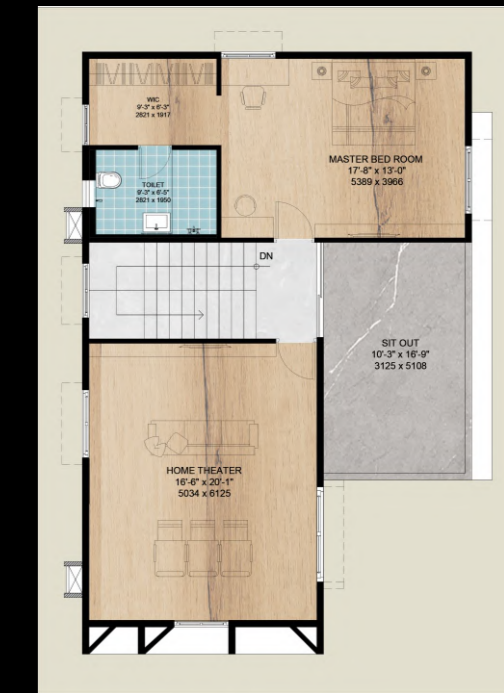 WIC
9'-3" x 6'-3"
2821 x 1917
MASTER BED ROOM
17'-8" x 13'-0"
5389 x 3966
TOILET
9'-3" x 6'-5"
2821 x 1950
DN
SIT OUT
10'-3" x 16'-9"
3125 x 5108
HOME THEATER
16'-6" x 20'-1"
5034 x 6125